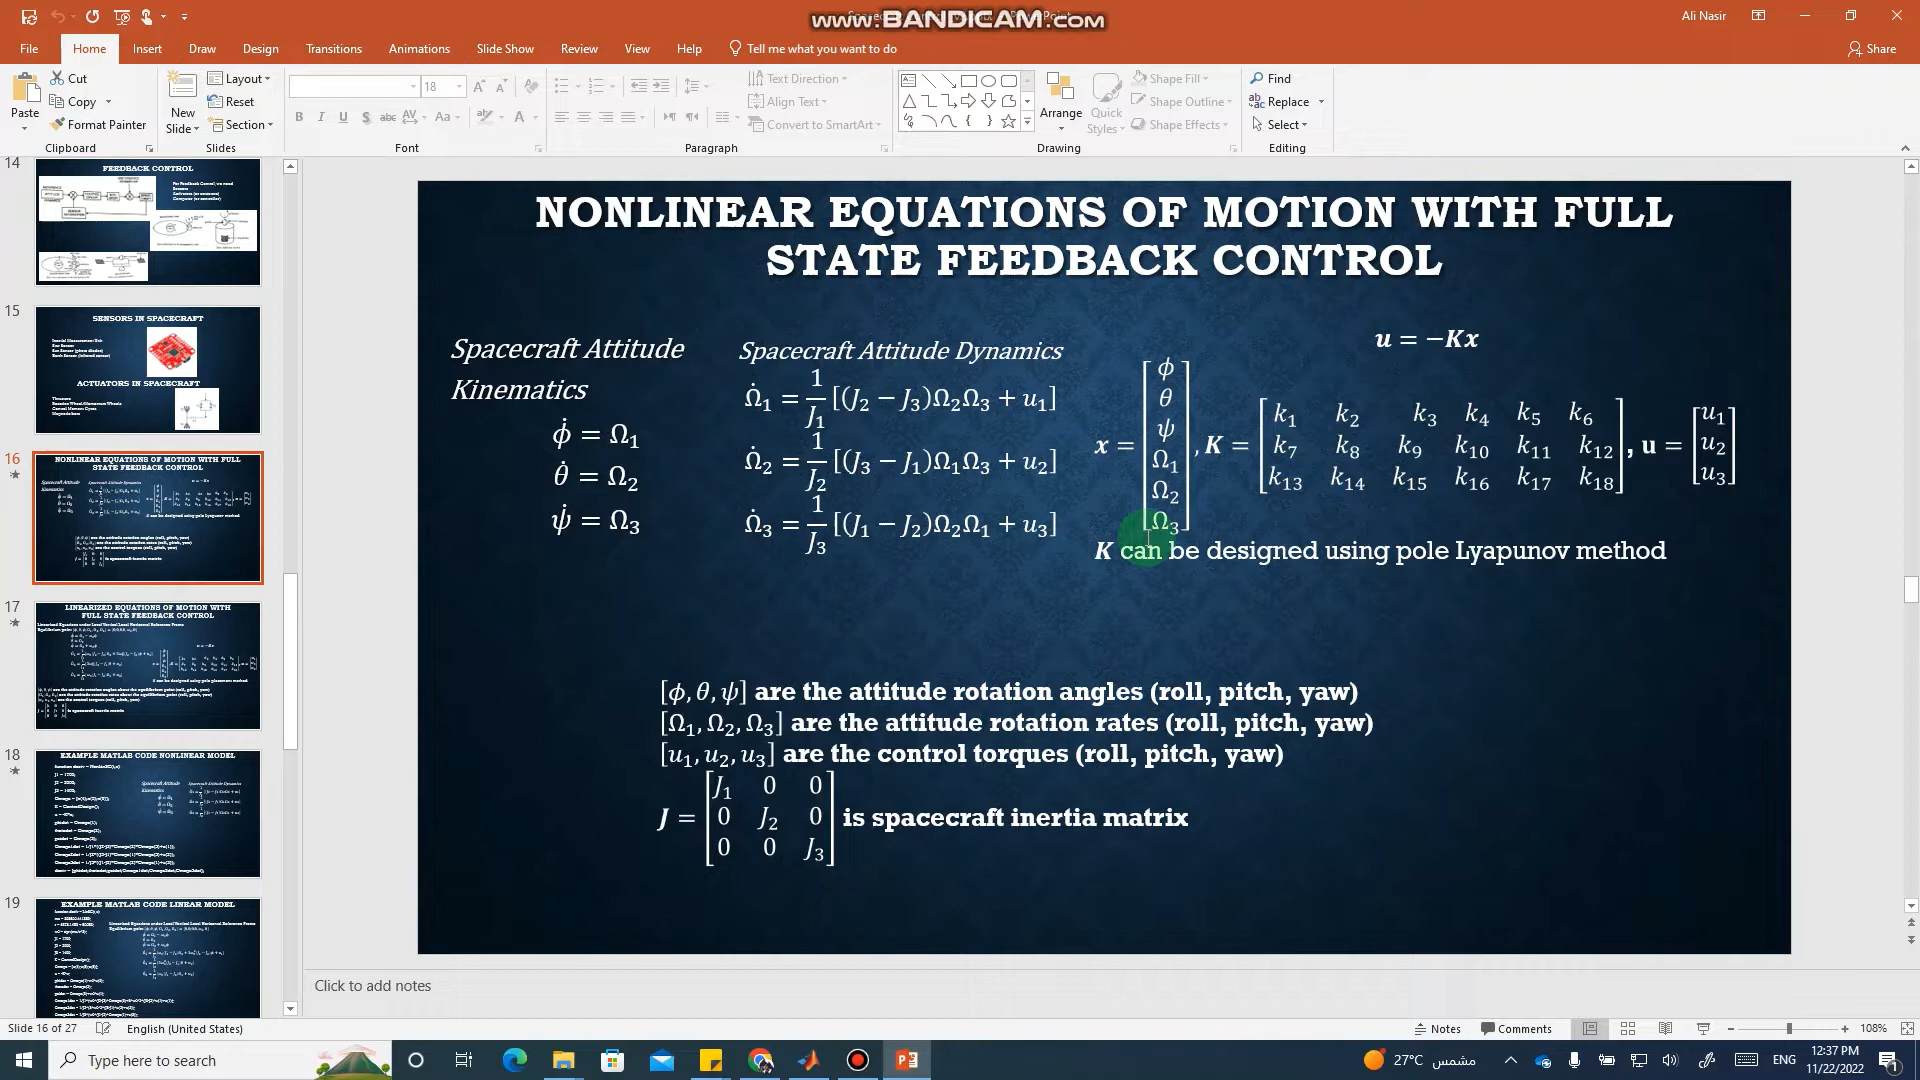 www.BANDICAM.com
Ali Nasir
File Home Insert Draw Design Transitions Animations Slide Show Review View Help Tell me what you want to do Share
Paste
Cut
Copy
Format Painter
Clipboard
New Slide
Layout
Reset
Section
Slides
18
Font
Text Direction
Align Text
Convert to SmartArt
Paragraph
Arrange
Quick Styles
Shape Fill
Shape Outline
Shape Effects
Drawing
Find
Replace
Select
Editing
14
FEEDBACK CONTROL
15
SENSORS IN SPACECRAFT
ACTUATORS IN SPACECRAFT
16
NONLINEAR EQUATIONS OF MOTION WITH FULL
STATE FEEDBACK CONTROL
17
LINEARIZED EQUATIONS OF MOTION WITH
FULL STATE FEEDBACK CONTROL
18
EXAMPLE MATLAB CODE NONLINEAR MODEL
19
EXAMPLE MATLAB CODE LINEAR MODEL
NONLINEAR EQUATIONS OF MOTION WITH FULL
STATE FEEDBACK CONTROL
Spacecraft Attitude
Kinematics
ϕ̇ = Ω₁
θ̇ = Ω₂
ψ̇ = Ω₃
Spacecraft Attitude Dynamics
Ω̇₁ = 1/J₁ [(J₂ − J₃)Ω₂Ω₃ + u₁]
Ω̇₂ = 1/J₂ [(J₃ − J₁)Ω₁Ω₃ + u₂]
Ω̇₃ = 1/J₃ [(J₁ − J₂)Ω₂Ω₁ + u₃]
u = −Kx
x = [ϕ θ ψ Ω₁ Ω₂ Ω₃], K = [k₁ k₂ k₃ k₄ k₅ k₆
k₇ k₈ k₉ k₁₀ k₁₁ k₁₂
k₁₃ k₁₄ k₁₅ k₁₆ k₁₇ k₁₈], u = [u₁ u₂ u₃]
K can be designed using pole Lyapunov method
[ϕ, θ, ψ] are the attitude rotation angles (roll, pitch, yaw)
[Ω₁, Ω₂, Ω₃] are the attitude rotation rates (roll, pitch, yaw)
[u₁, u₂, u₃] are the control torques (roll, pitch, yaw)
J = [J₁ 0 0
0 J₂ 0
0 0 J₃] is spacecraft inertia matrix
Click to add notes
Slide 16 of 27 English (United States) Notes Comments 108%
Type here to search
27°C مشمس
ENG
12:37 PM
11/22/2022
1